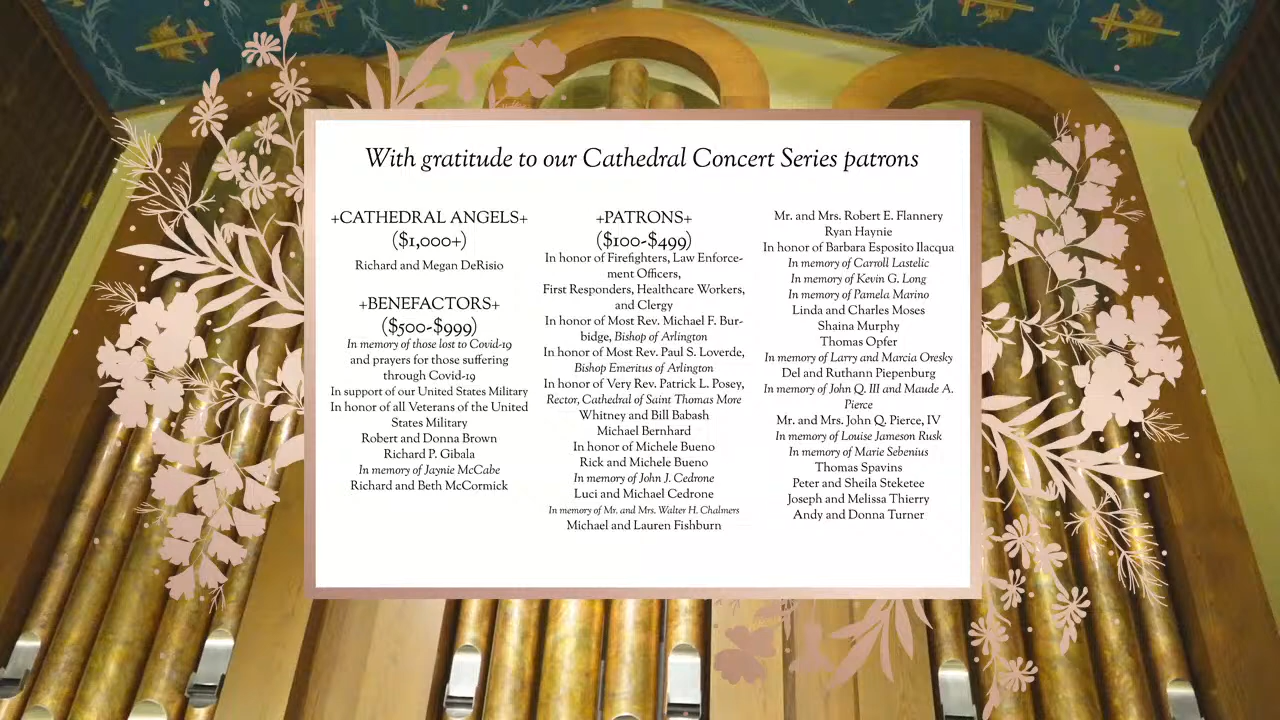 With gratitude to our Cathedral Concert Series patrons
+CATHEDRAL ANGELS+
($1,000+)
Richard and Megan DeRisio
+BENEFACTORS+
($500-$999)
In memory of those lost to Covid-19
and prayers for those suffering
through Covid-19
In support of our United States Military
In honor of all Veterans of the United
States Military
Robert and Donna Brown
Richard P. Gibala
In memory of Jaynie McCabe
Richard and Beth McCormick
+PATRONS+
($100-$499)
In honor of Firefighters, Law Enforce-
ment Officers,
First Responders, Healthcare Workers,
and Clergy
In honor of Most Rev. Michael F. Bur-
bidge, Bishop of Arlington
In honor of Most Rev. Paul S. Loverde,
Bishop Emeritus of Arlington
In honor of Very Rev. Patrick L. Posey,
Rector, Cathedral of Saint Thomas More
Whitney and Bill Babash
Michael Bernhard
In honor of Michele Bueno
Rick and Michele Bueno
In memory of John J. Cedrone
Luci and Michael Cedrone
In memory of Mr. and Mrs. Walter H. Chalmers
Michael and Lauren Fishburn
Mr. and Mrs. Robert E. Flannery
Ryan Haynie
In honor of Barbara Esposito Ilacqua
In memory of Carroll Lastelic
In memory of Kevin G. Long
In memory of Pamela Marino
Linda and Charles Moses
Shaina Murphy
Thomas Opfer
In memory of Larry and Marcia Oresky
Del and Ruthann Piepenburg
In memory of John Q. III and Maude A.
Pierce
Mr. and Mrs. John Q. Pierce, IV
In memory of Louise Jameson Rusk
In memory of Marie Sebenius
Thomas Spavins
Peter and Sheila Steketee
Joseph and Melissa Thierry
Andy and Donna Turner